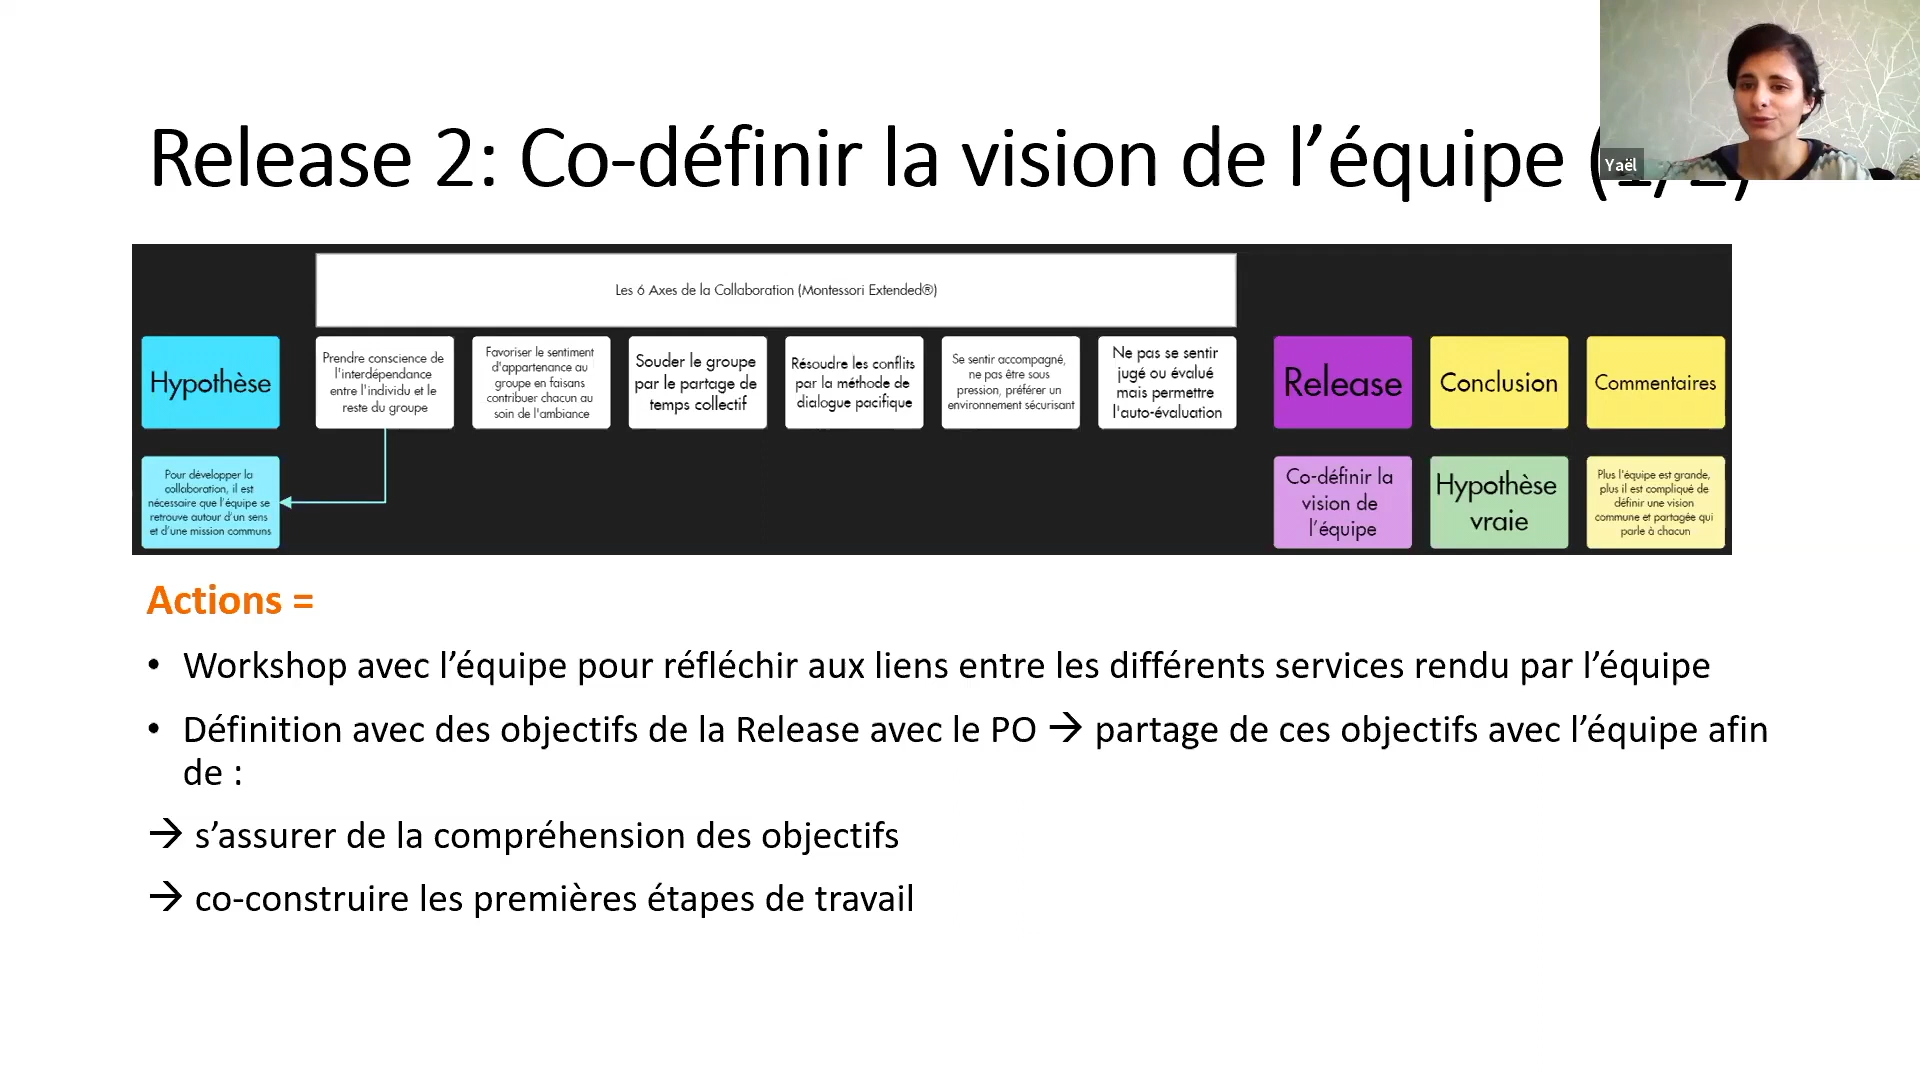 Release 2: Co-définir la vision de l’équipe (
Yaël
Les 6 Axes de la Collaboration (Montessori Extended®)
Hypothèse
Prendre conscience de
l'interdépendance
entre l'individu et le
reste du groupe
Favoriser le sentiment
d'appartenance au
groupe en faisans
contribuer chacun au
soin de l'ambiance
Souder le groupe
par le partage de
temps collectif
Résoudre les conflits
par la méthode de
dialogue pacifique
Se sentir accompagné,
ne pas être sous
pression, préférer un
environnement sécurisant
Ne pas se sentir
jugé ou évalué
mais permettre
l'auto-évaluation
Release
Conclusion
Commentaires
Pour développer la
collaboration, il est
nécessaire que l’équipe se
retrouve autour d’un sens
et d’une mission communs
Co-définir la
vision de
l’équipe
Hypothèse
vraie
Plus l'équipe est grande,
plus il est compliqué de
définir une vision
commune et partagée qui
parle à chacun
Actions =
• Workshop avec l’équipe pour réfléchir aux liens entre les différents services rendu par l’équipe
• Définition avec des objectifs de la Release avec le PO → partage de ces objectifs avec l’équipe afin
de :
→ s’assurer de la compréhension des objectifs
→ co-construire les premières étapes de travail